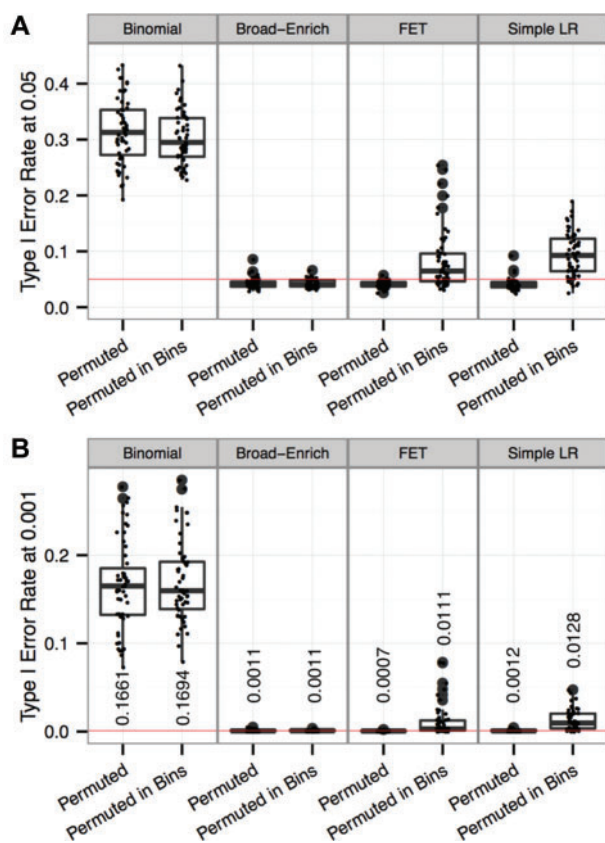 A
Binomial
Broad−Enrich
FET
Simple LR
Type I Error Rate at 0.05
0.4
0.3
0.2
0.1
0.0
Permuted
Permuted in Bins
Permuted
Permuted in Bins
Permuted
Permuted in Bins
Permuted
Permuted in Bins
B
Binomial
Broad−Enrich
FET
Simple LR
Type I Error Rate at 0.001
0.2
0.1
0.0
0.1661
0.1694
0.0011
0.0011
0.0007
0.0111
0.0012
0.0128
Permuted
Permuted in Bins
Permuted
Permuted in Bins
Permuted
Permuted in Bins
Permuted
Permuted in Bins